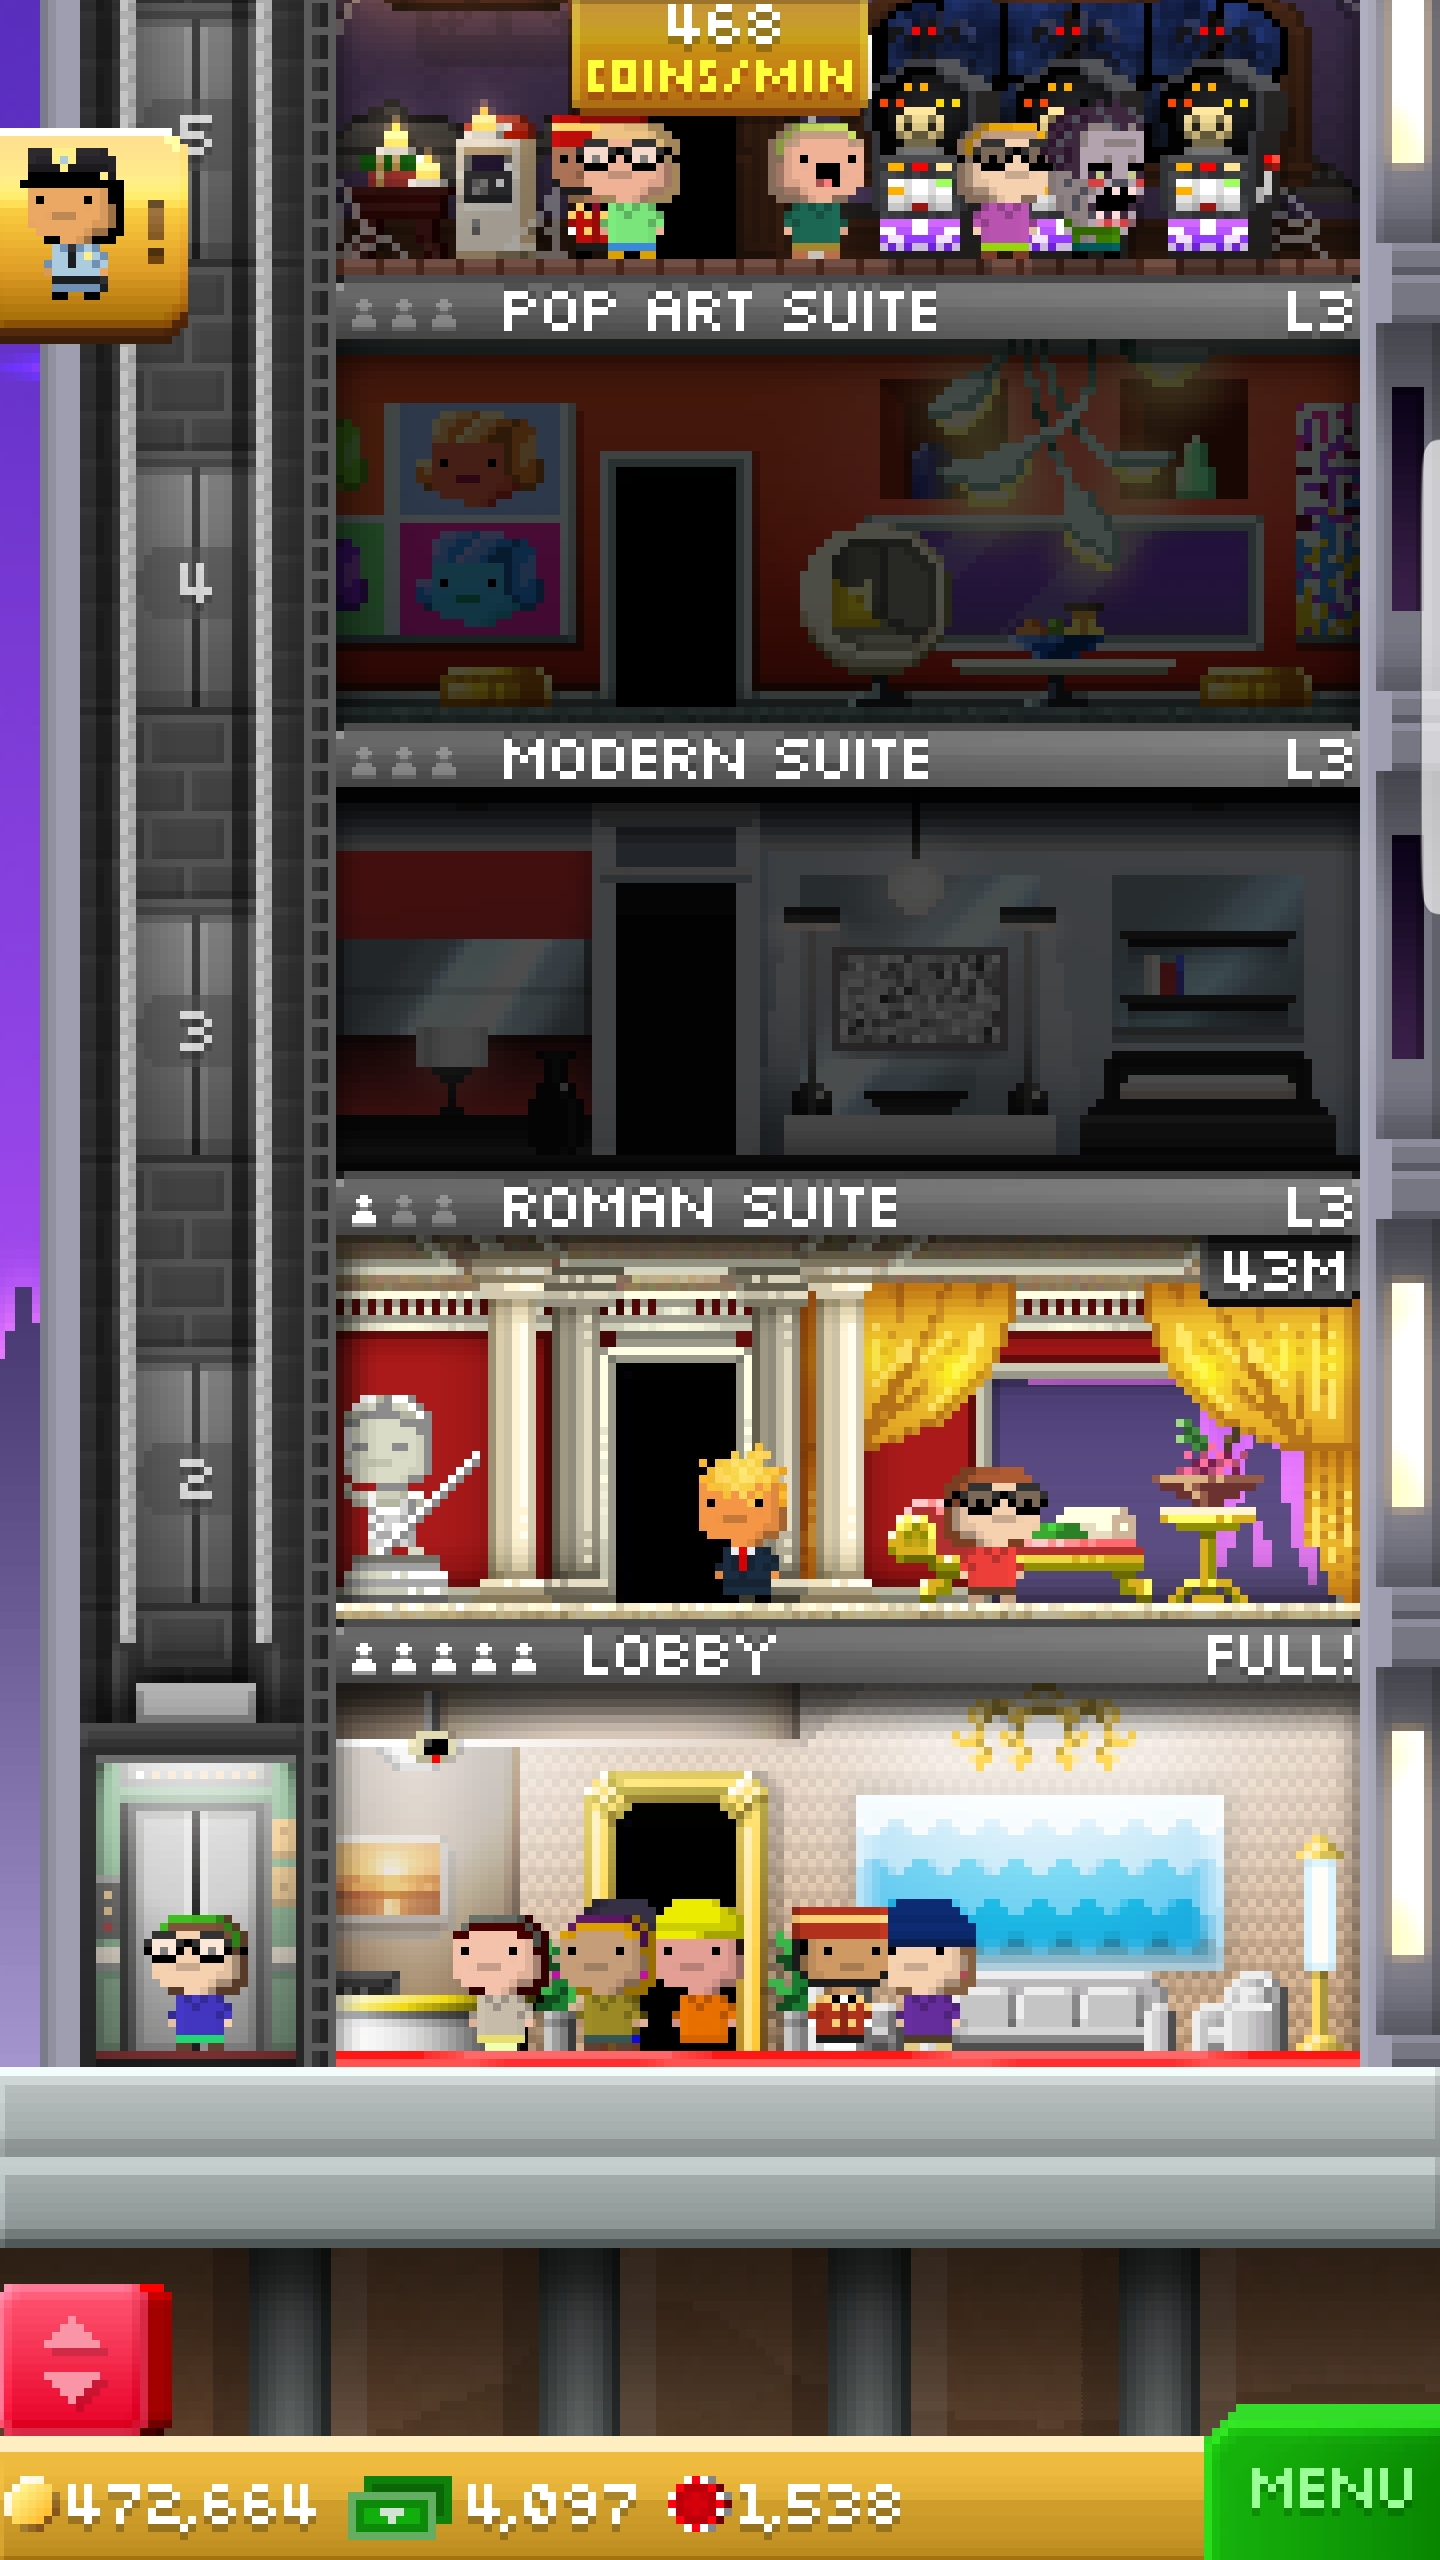 468
COINS/MIN
5
!
POP ART SUITE L3
4
MODERN SUITE L3
3
ROMAN SUITE L3
43M
2
LOBBY FULL!
472,664 4,097 1,538
MENU